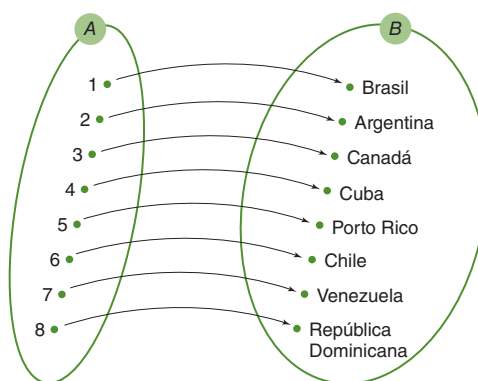 A B
1 Brasil
2 Argentina
3 Canadá
4 Cuba
5 Porto Rico
6 Chile
7 Venezuela
8 República
Dominicana